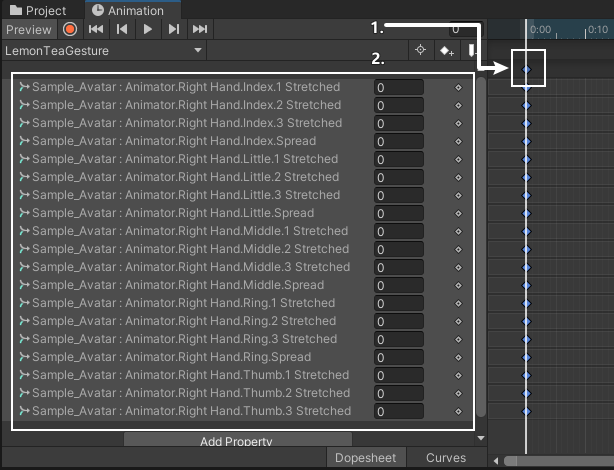 Project Animation
Preview 1. 0 0:00 0:10
LemonTeaGesture 2.
Sample_Avatar : Animator.Right Hand.Index.1 Stretched 0
Sample_Avatar : Animator.Right Hand.Index.2 Stretched 0
Sample_Avatar : Animator.Right Hand.Index.3 Stretched 0
Sample_Avatar : Animator.Right Hand.Index.Spread 0
Sample_Avatar : Animator.Right Hand.Little.1 Stretched 0
Sample_Avatar : Animator.Right Hand.Little.2 Stretched 0
Sample_Avatar : Animator.Right Hand.Little.3 Stretched 0
Sample_Avatar : Animator.Right Hand.Little.Spread 0
Sample_Avatar : Animator.Right Hand.Middle.1 Stretched 0
Sample_Avatar : Animator.Right Hand.Middle.2 Stretched 0
Sample_Avatar : Animator.Right Hand.Middle.3 Stretched 0
Sample_Avatar : Animator.Right Hand.Middle.Spread 0
Sample_Avatar : Animator.Right Hand.Ring.1 Stretched 0
Sample_Avatar : Animator.Right Hand.Ring.2 Stretched 0
Sample_Avatar : Animator.Right Hand.Ring.3 Stretched 0
Sample_Avatar : Animator.Right Hand.Ring.Spread 0
Sample_Avatar : Animator.Right Hand.Thumb.1 Stretched 0
Sample_Avatar : Animator.Right Hand.Thumb.2 Stretched 0
Sample_Avatar : Animator.Right Hand.Thumb.3 Stretched 0
Add Property
Dopesheet Curves